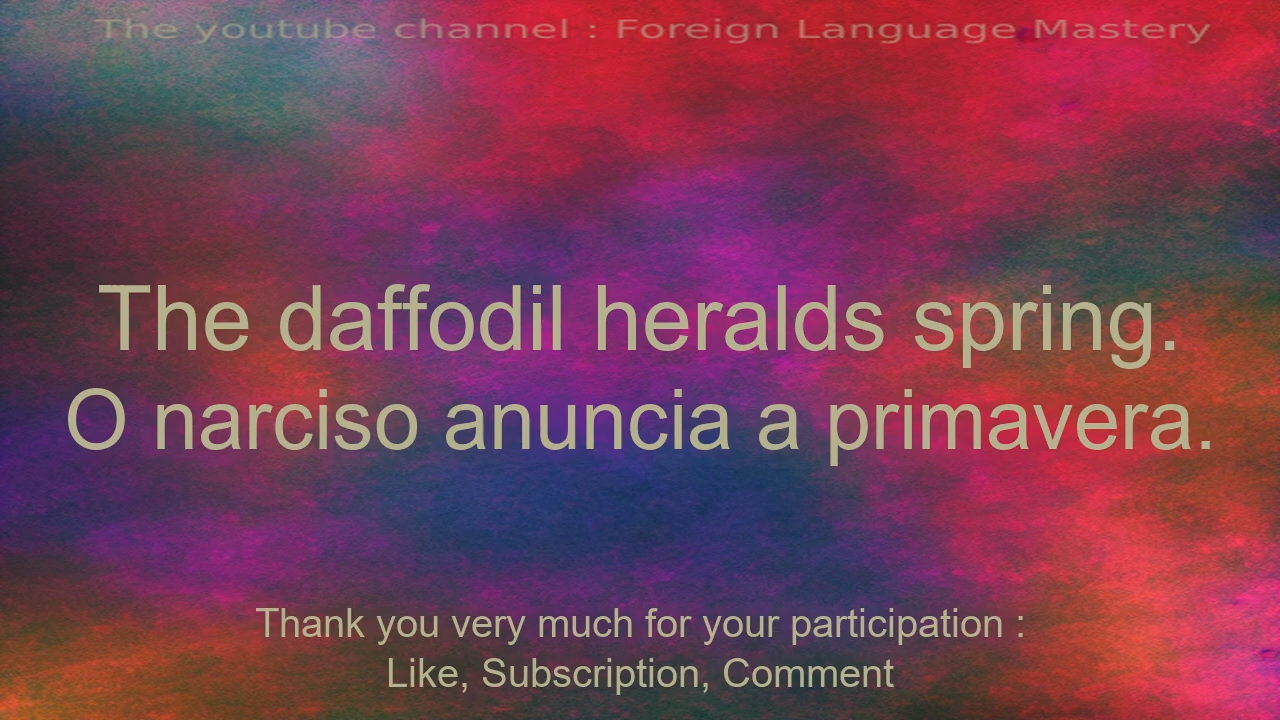 The youtube channel : Foreign Language Mastery
The daffodil heralds spring.
O narciso anuncia a primavera.
Thank you very much for your participation :
Like, Subscription, Comment